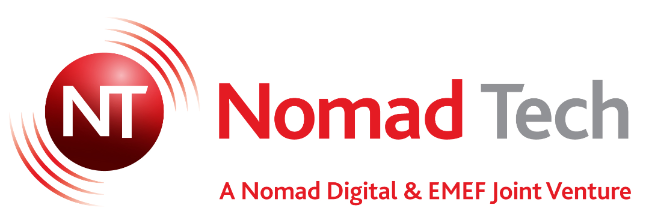 NT
Nomad Tech
A Nomad Digital & EMEF Joint Venture